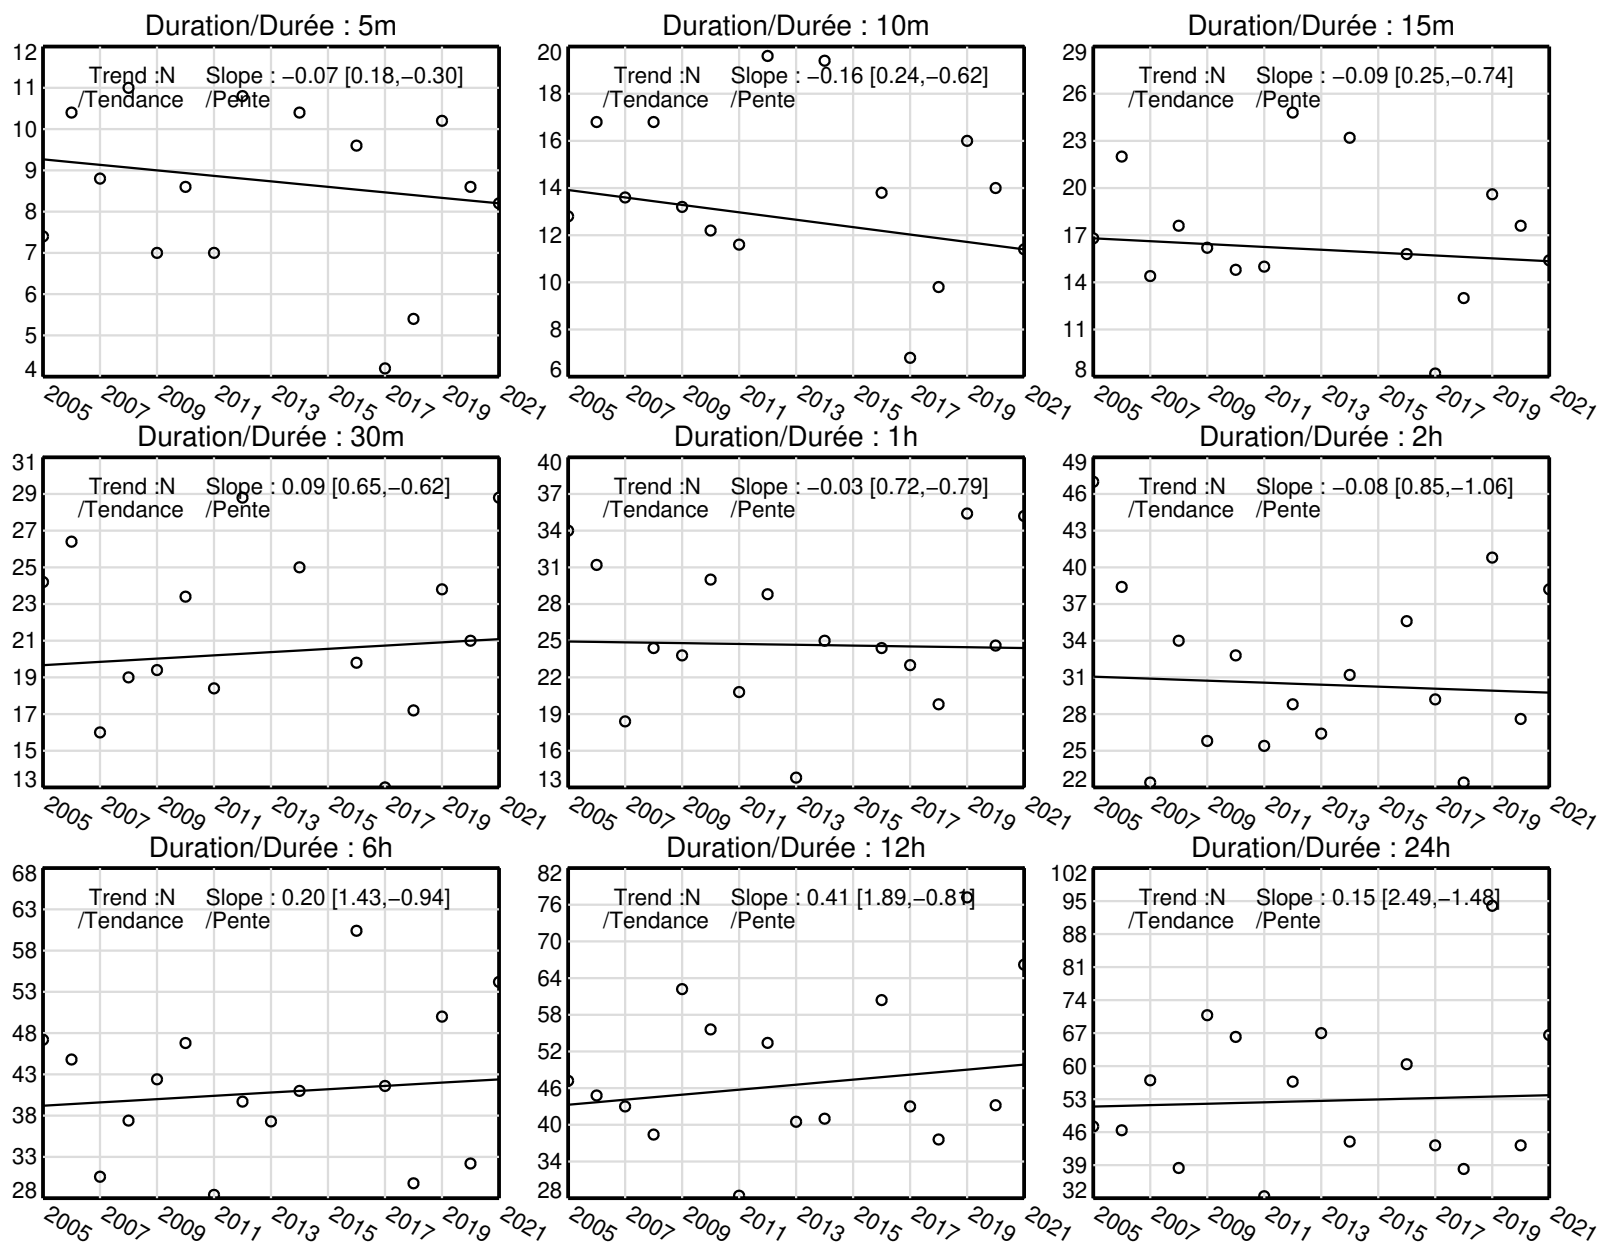 Duration/Durée : 5m
Trend :N Slope : −0.07 [0.18,−0.30]
/Tendance /Pente
12
11
10
9
8
7
6
5
4
2005 2007 2009 2011 2013 2015 2017 2019 2021
Duration/Durée : 10m
Trend :N Slope : −0.16 [0.24,−0.62]
/Tendance /Pente
20
18
16
14
12
10
8
6
2005 2007 2009 2011 2013 2015 2017 2019 2021
Duration/Durée : 15m
Trend :N Slope : −0.09 [0.25,−0.74]
/Tendance /Pente
29
26
23
20
17
14
11
8
2005 2007 2009 2011 2013 2015 2017 2019 2021
Duration/Durée : 30m
Trend :N Slope : 0.09 [0.65,−0.62]
/Tendance /Pente
31
29
27
25
23
21
19
17
15
13
2005 2007 2009 2011 2013 2015 2017 2019 2021
Duration/Durée : 1h
Trend :N Slope : −0.03 [0.72,−0.79]
/Tendance /Pente
40
37
34
31
28
25
22
19
16
13
2005 2007 2009 2011 2013 2015 2017 2019 2021
Duration/Durée : 2h
Trend :N Slope : −0.08 [0.85,−1.06]
/Tendance /Pente
49
46
43
40
37
34
31
28
25
22
2005 2007 2009 2011 2013 2015 2017 2019 2021
Duration/Durée : 6h
Trend :N Slope : 0.20 [1.43,−0.94]
/Tendance /Pente
68
63
58
53
48
43
38
33
28
2005 2007 2009 2011 2013 2015 2017 2019 2021
Duration/Durée : 12h
Trend :N Slope : 0.41 [1.89,−0.81]
/Tendance /Pente
82
76
70
64
58
52
46
40
34
28
2005 2007 2009 2011 2013 2015 2017 2019 2021
Duration/Durée : 24h
Trend :N Slope : 0.15 [2.49,−1.48]
/Tendance /Pente
102
95
88
81
74
67
60
53
46
39
32
2005 2007 2009 2011 2013 2015 2017 2019 2021